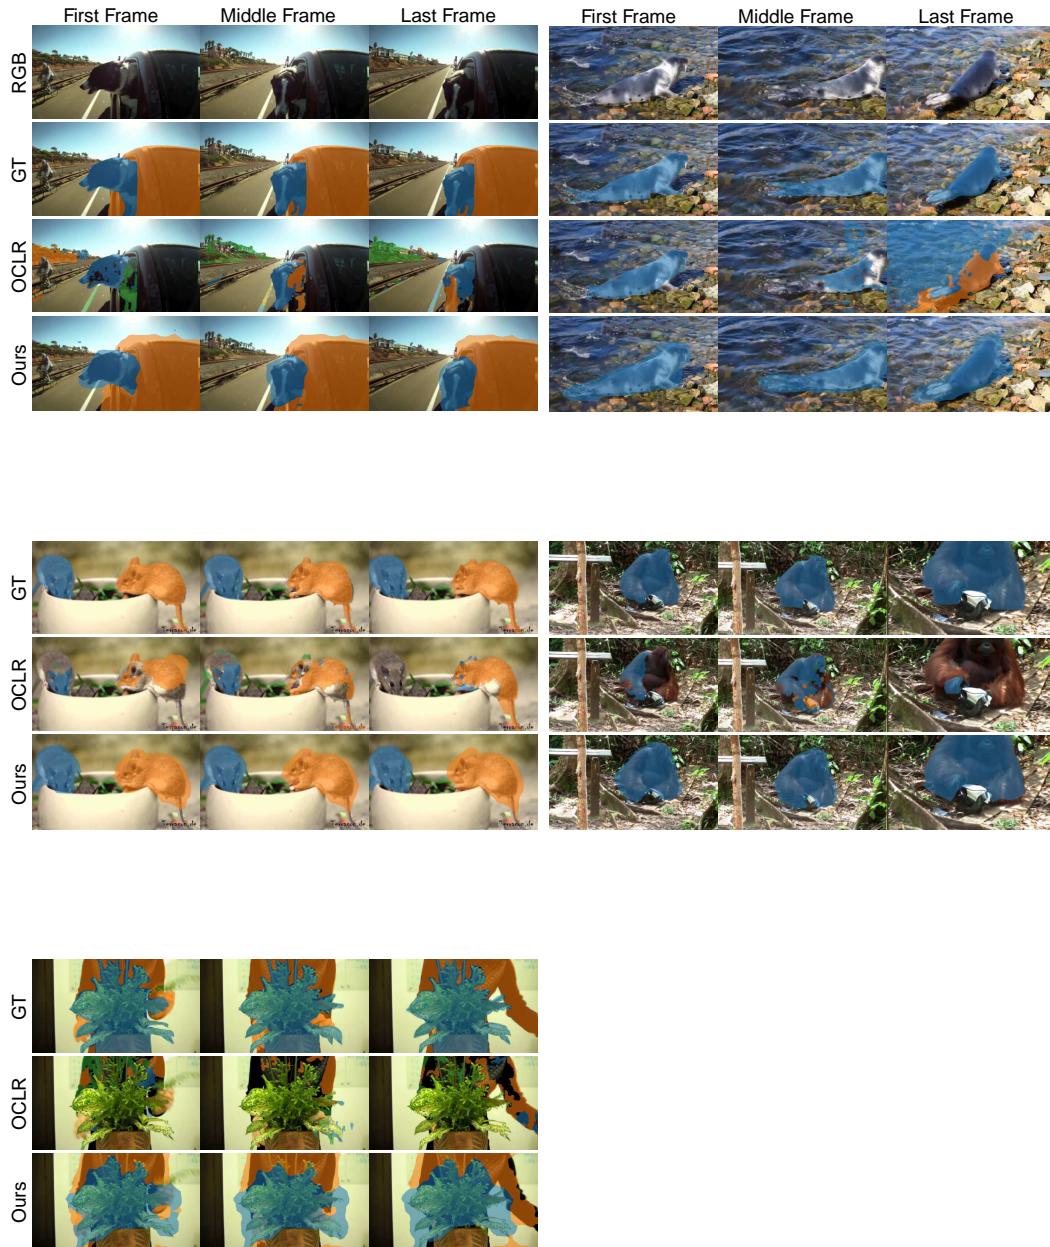 First Frame Middle Frame Last Frame First Frame Middle Frame Last Frame
RGB
GT
OCLR
Ours
GT
OCLR
Ours
GT
OCLR
Ours